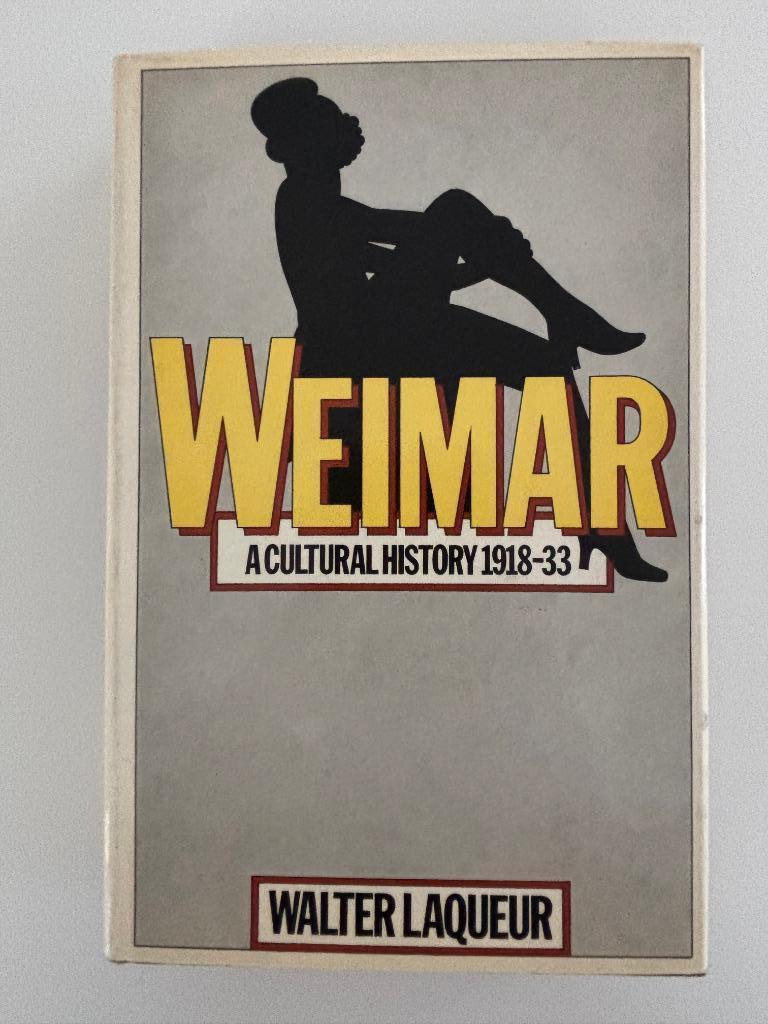 WEIMAR
A CULTURAL HISTORY 1918-33
WALTER LAQUEUR